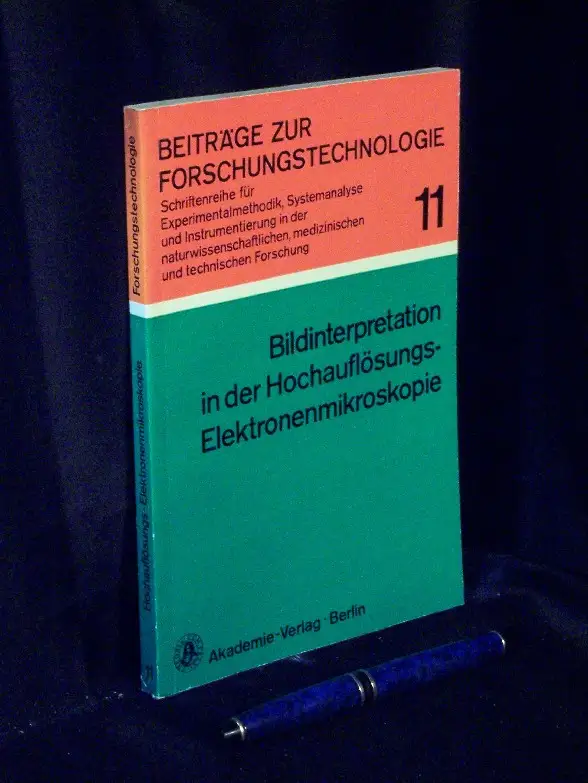 BEITRÄGE ZUR
FORSCHUNGSTECHNOLOGIE
Schriftenreihe für
Experimentalmethodik, Systemanalyse
und Instrumentierung in der
naturwissenschaftlichen, medizinischen
und technischen Forschung
11
Bildinterpretation
in der Hochauflösungs-
Elektronenmikroskopie
Akademie-Verlag · Berlin
Forschungstechnologie
Hochauflösungs-Elektronenmikroskopie
11